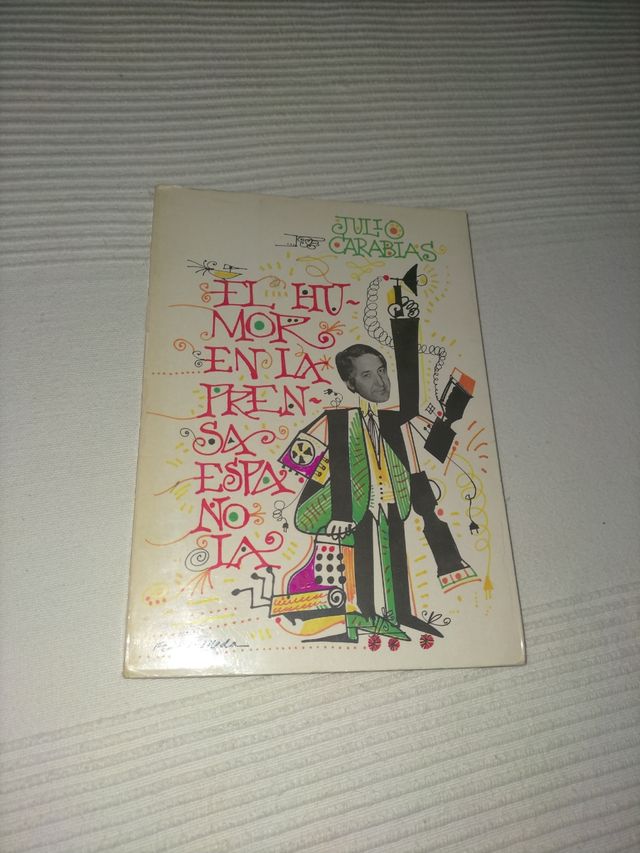 JULIO
CARABIAS
EL HU-
MOR
EN LA
PREN-
SA
ESPA
ÑO
LA